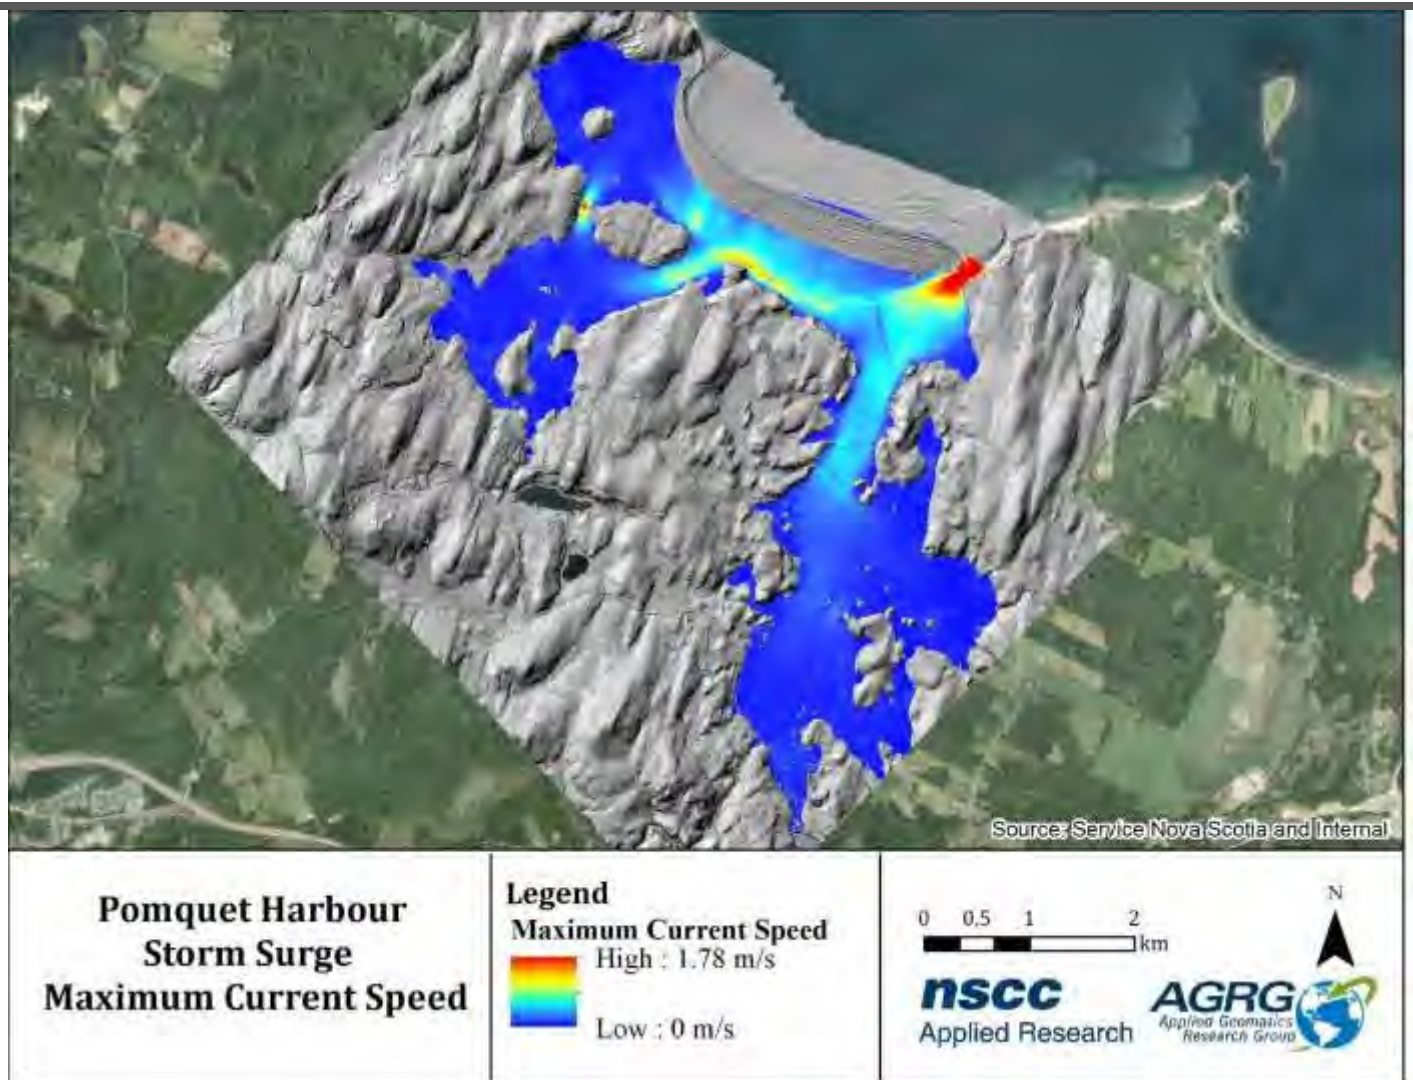 Source: Service Nova Scotia and Internal
Pomquet Harbour
Storm Surge
Maximum Current Speed
Legend
Maximum Current Speed
High : 1.78 m/s
Low : 0 m/s
0 0.5 1 2
km
N
nscc
Applied Research
AGRG
Applied Geomatics
Research Group